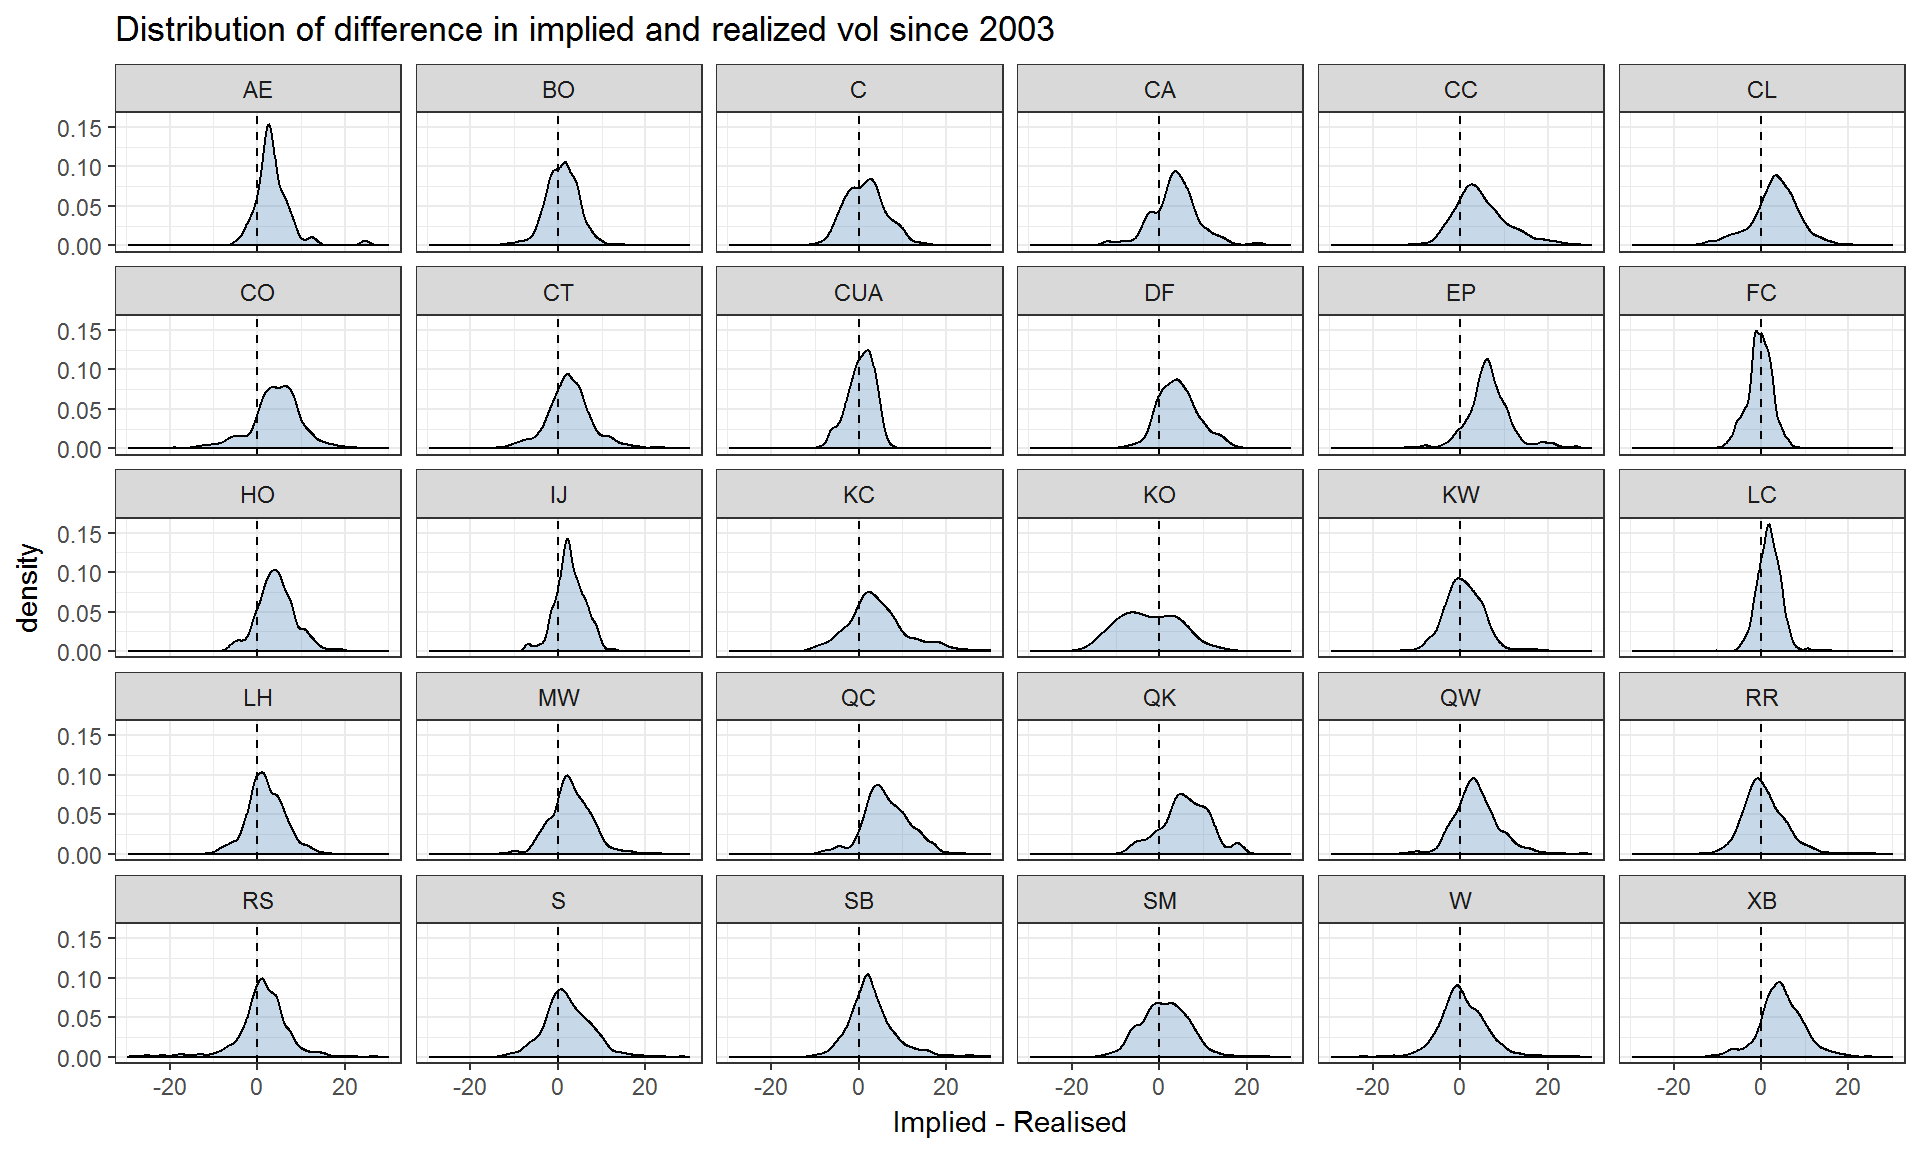 Distribution of difference in implied and realized vol since 2003
AE BO C CA CC CL
0.15
0.10
0.05
0.00
CO CT CUA DF EP FC
0.15
0.10
0.05
0.00
HO IJ KC KO KW LC
0.15
0.10
0.05
0.00
density
LH MW QC QK QW RR
0.15
0.10
0.05
0.00
RS S SB SM W XB
0.15
0.10
0.05
0.00
-20 0 20 -20 0 20 -20 0 20 -20 0 20 -20 0 20 -20 0 20
Implied - Realised